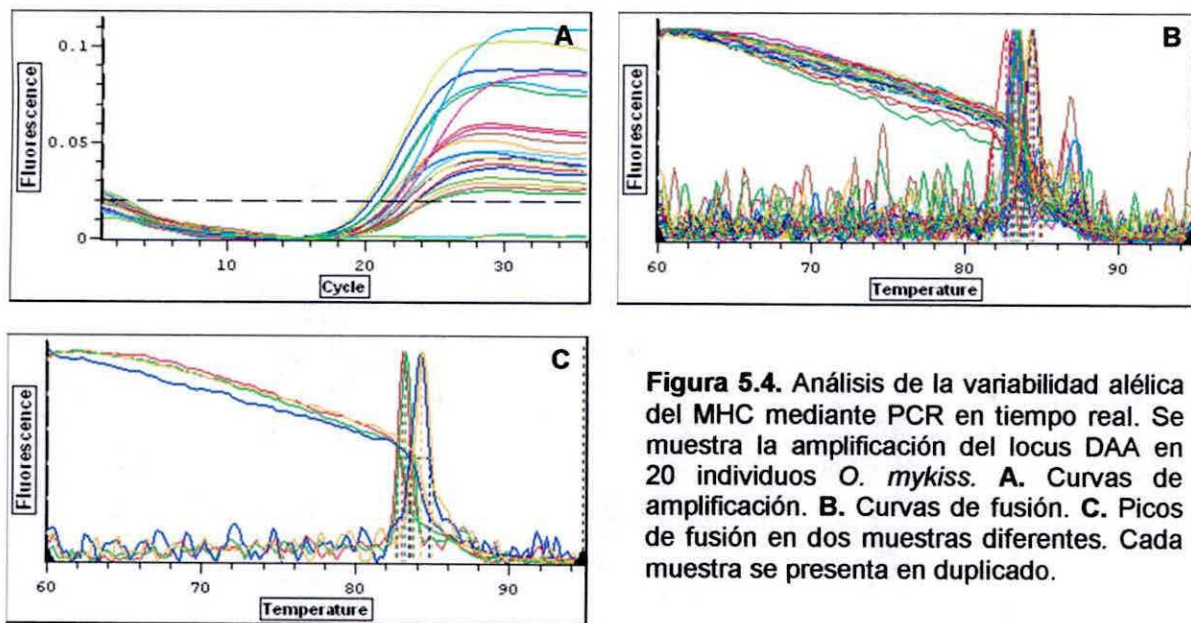 A
0.1
0.05
0
Fluorescence
10
20
30
Cycle
B
Fluorescence
60
70
80
90
Temperature
C
Fluorescence
60
70
80
90
Temperature
Figura 5.4. Análisis de la variabilidad alélica
del MHC mediante PCR en tiempo real. Se
muestra la amplificación del locus DAA en
20 individuos O. mykiss. A. Curvas de
amplificación. B. Curvas de fusión. C. Picos
de fusión en dos muestras diferentes. Cada
muestra se presenta en duplicado.